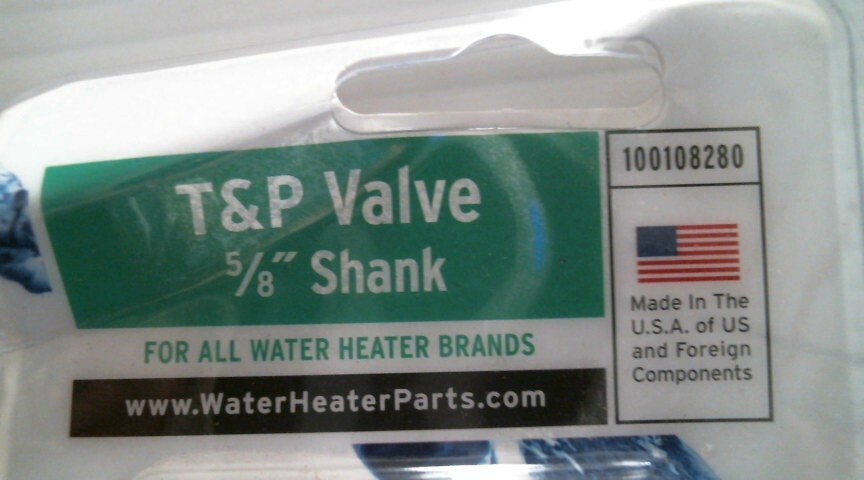 T&P Valve
5/8" Shank
FOR ALL WATER HEATER BRANDS
www.WaterHeaterParts.com
100108280
Made In The
U.S.A. of US
and Foreign
Components